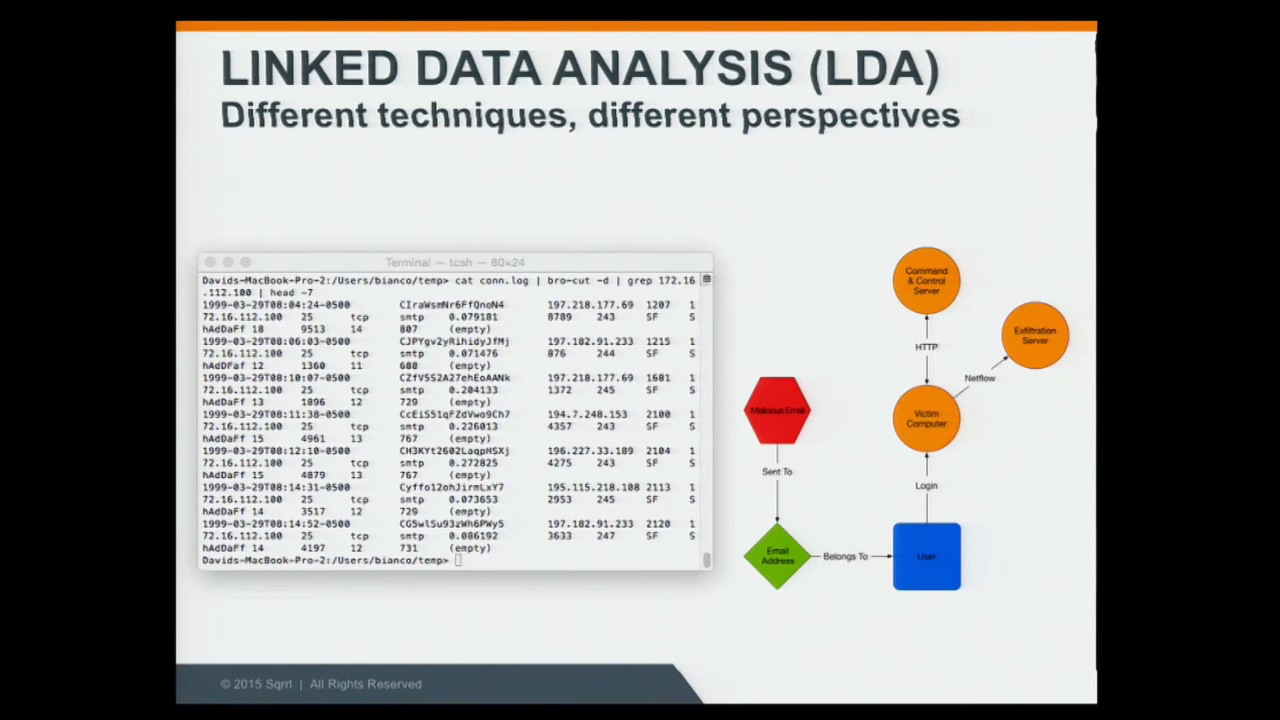 LINKED DATA ANALYSIS (LDA)
Different techniques, different perspectives
Terminal — tcsh — 80×24
Davids-MacBook-Pro-2:/Users/bianco/temp> cat conn.log | bro-cut -d | grep 172.16
.112.100 | head -7
1999-03-29T08:04:24-0500 CIraWsmNr6FfQnoN4 197.218.177.69 1207 1
72.16.112.100 25 tcp smtp 0.079181 8789 243 SF S
hAdDaFf 18 9513 14 807 (empty)
1999-03-29T08:06:03-0500 CJPYgv2yRihidyJfMj 197.182.91.233 1215 1
72.16.112.100 25 tcp smtp 0.071476 876 244 SF S
hAdDFaf 12 1360 11 688 (empty)
1999-03-29T08:10:07-0500 CZfV5S2A27ehEoAANk 197.218.177.69 1681 1
72.16.112.100 25 tcp smtp 0.204133 1372 245 SF S
hAdDaFf 13 1896 12 729 (empty)
1999-03-29T08:11:38-0500 CcEiS51qFZdVwo9Ch7 194.7.248.153 2100 1
72.16.112.100 25 tcp smtp 0.226013 4357 243 SF S
hAdDaFf 15 4961 13 767 (empty)
1999-03-29T08:12:10-0500 CH3KYt2602LaqpHSXj 196.227.33.189 2104 1
72.16.112.100 25 tcp smtp 0.272825 4275 243 SF S
hAdDaFf 15 4879 13 767 (empty)
1999-03-29T08:14:31-0500 Cyffo12ohJirmLxY7 195.115.218.108 2113 1
72.16.112.100 25 tcp smtp 0.073653 2953 245 SF S
hAdDaFf 14 3517 12 729 (empty)
1999-03-29T08:14:52-0500 CG5wlSu93zWh6PWy5 197.182.91.233 2120 1
72.16.112.100 25 tcp smtp 0.086192 3633 247 SF S
hAdDaFf 14 4197 12 731 (empty)
Davids-MacBook-Pro-2:/Users/bianco/temp>
Command
& Control
Server
Exfiltration
Server
HTTP
Netflow
Malicious Email
Victim
Computer
Sent To
Login
Email
Address
Belongs To
User
© 2015 Sqrrl | All Rights Reserved